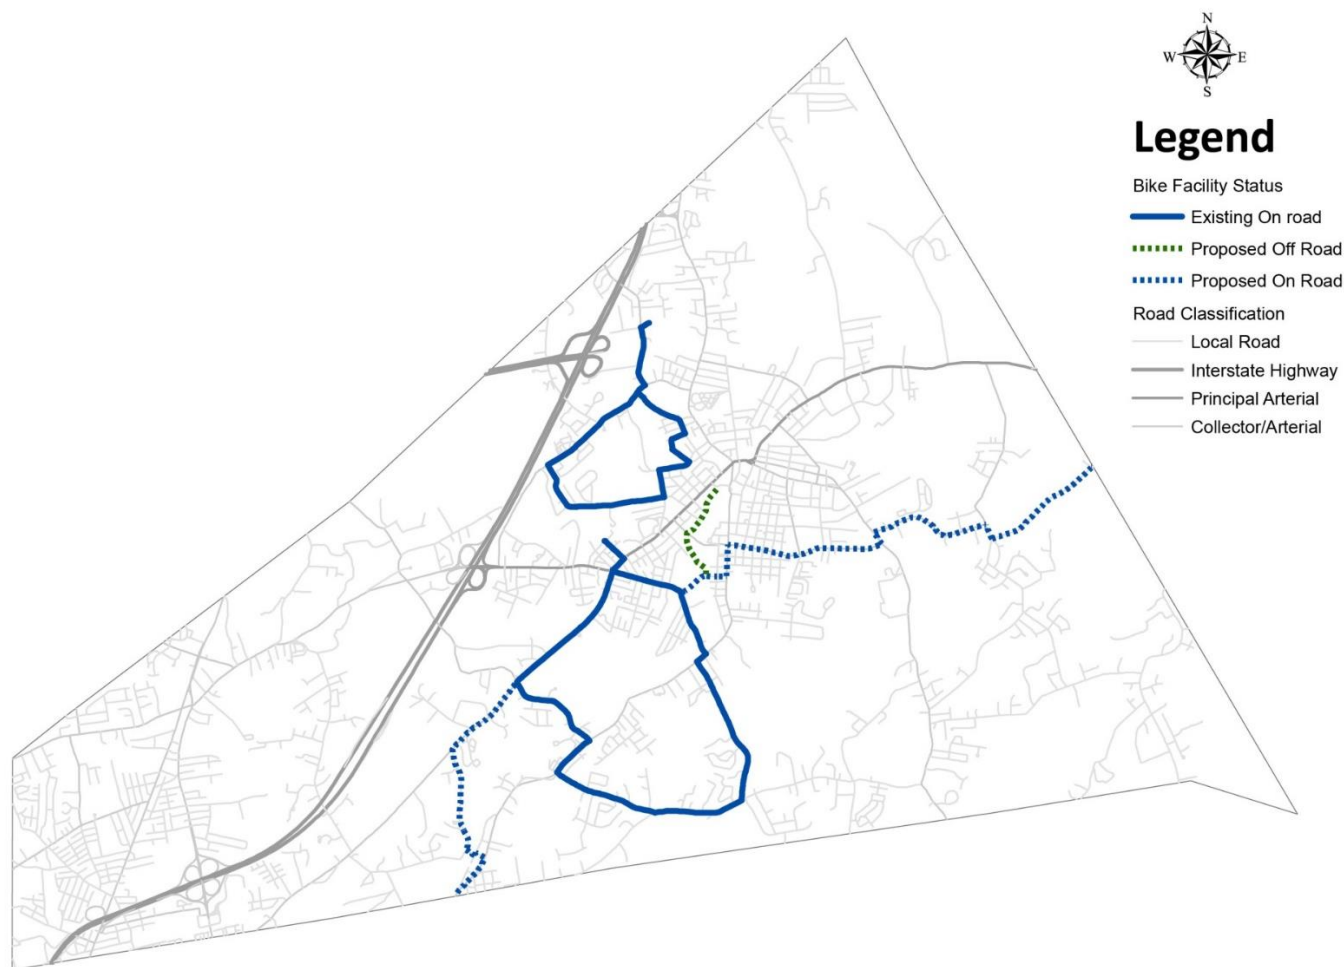 N
W E
S
Legend
Bike Facility Status
Existing On road
Proposed Off Road
Proposed On Road
Road Classification
Local Road
Interstate Highway
Principal Arterial
Collector/Arterial